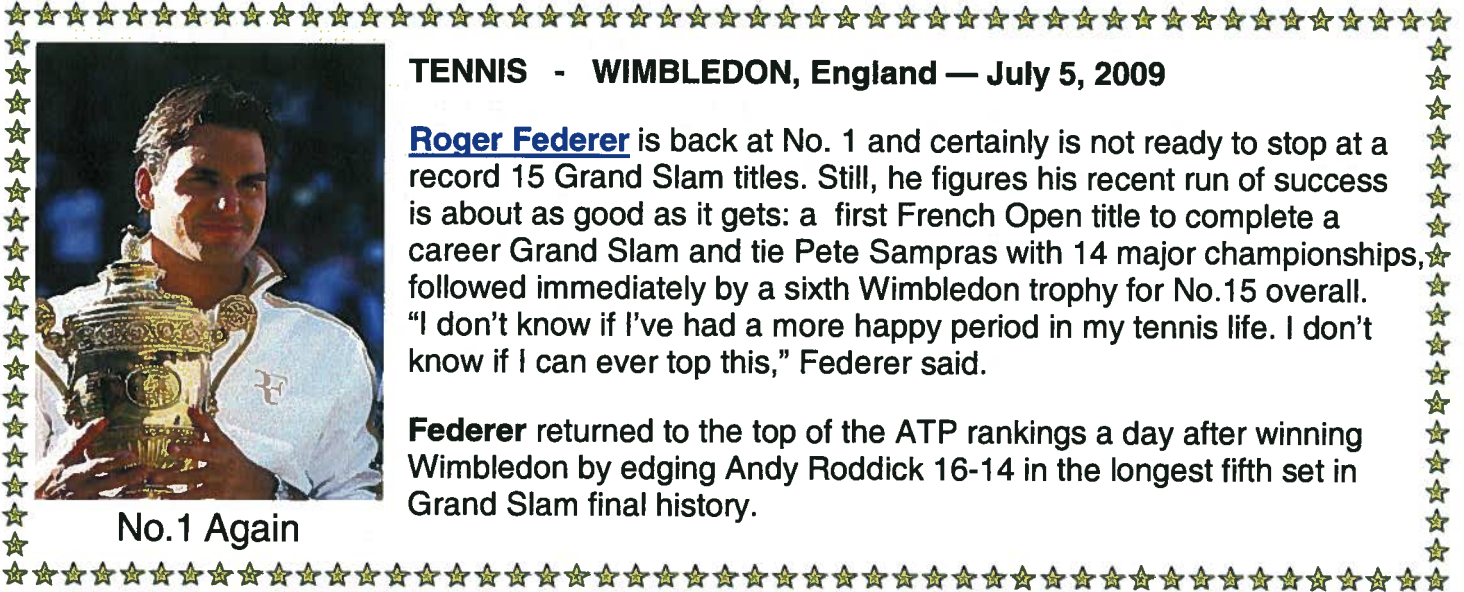 TENNIS - WIMBLEDON, England — July 5, 2009
Roger Federer is back at No. 1 and certainly is not ready to stop at a
record 15 Grand Slam titles. Still, he figures his recent run of success
is about as good as it gets: a first French Open title to complete a
career Grand Slam and tie Pete Sampras with 14 major championships,
followed immediately by a sixth Wimbledon trophy for No.15 overall.
“I don’t know if I’ve had a more happy period in my tennis life. I don’t
know if I can ever top this,” Federer said.
Federer returned to the top of the ATP rankings a day after winning
Wimbledon by edging Andy Roddick 16-14 in the longest fifth set in
Grand Slam final history.
RF
No.1 Again